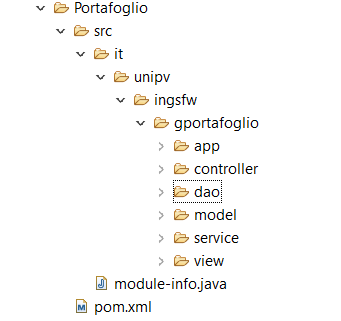 Portafoglio
src
it
unipv
ingsfw
gportafoglio
app
controller
dao
model
service
view
module-info.java
pom.xml